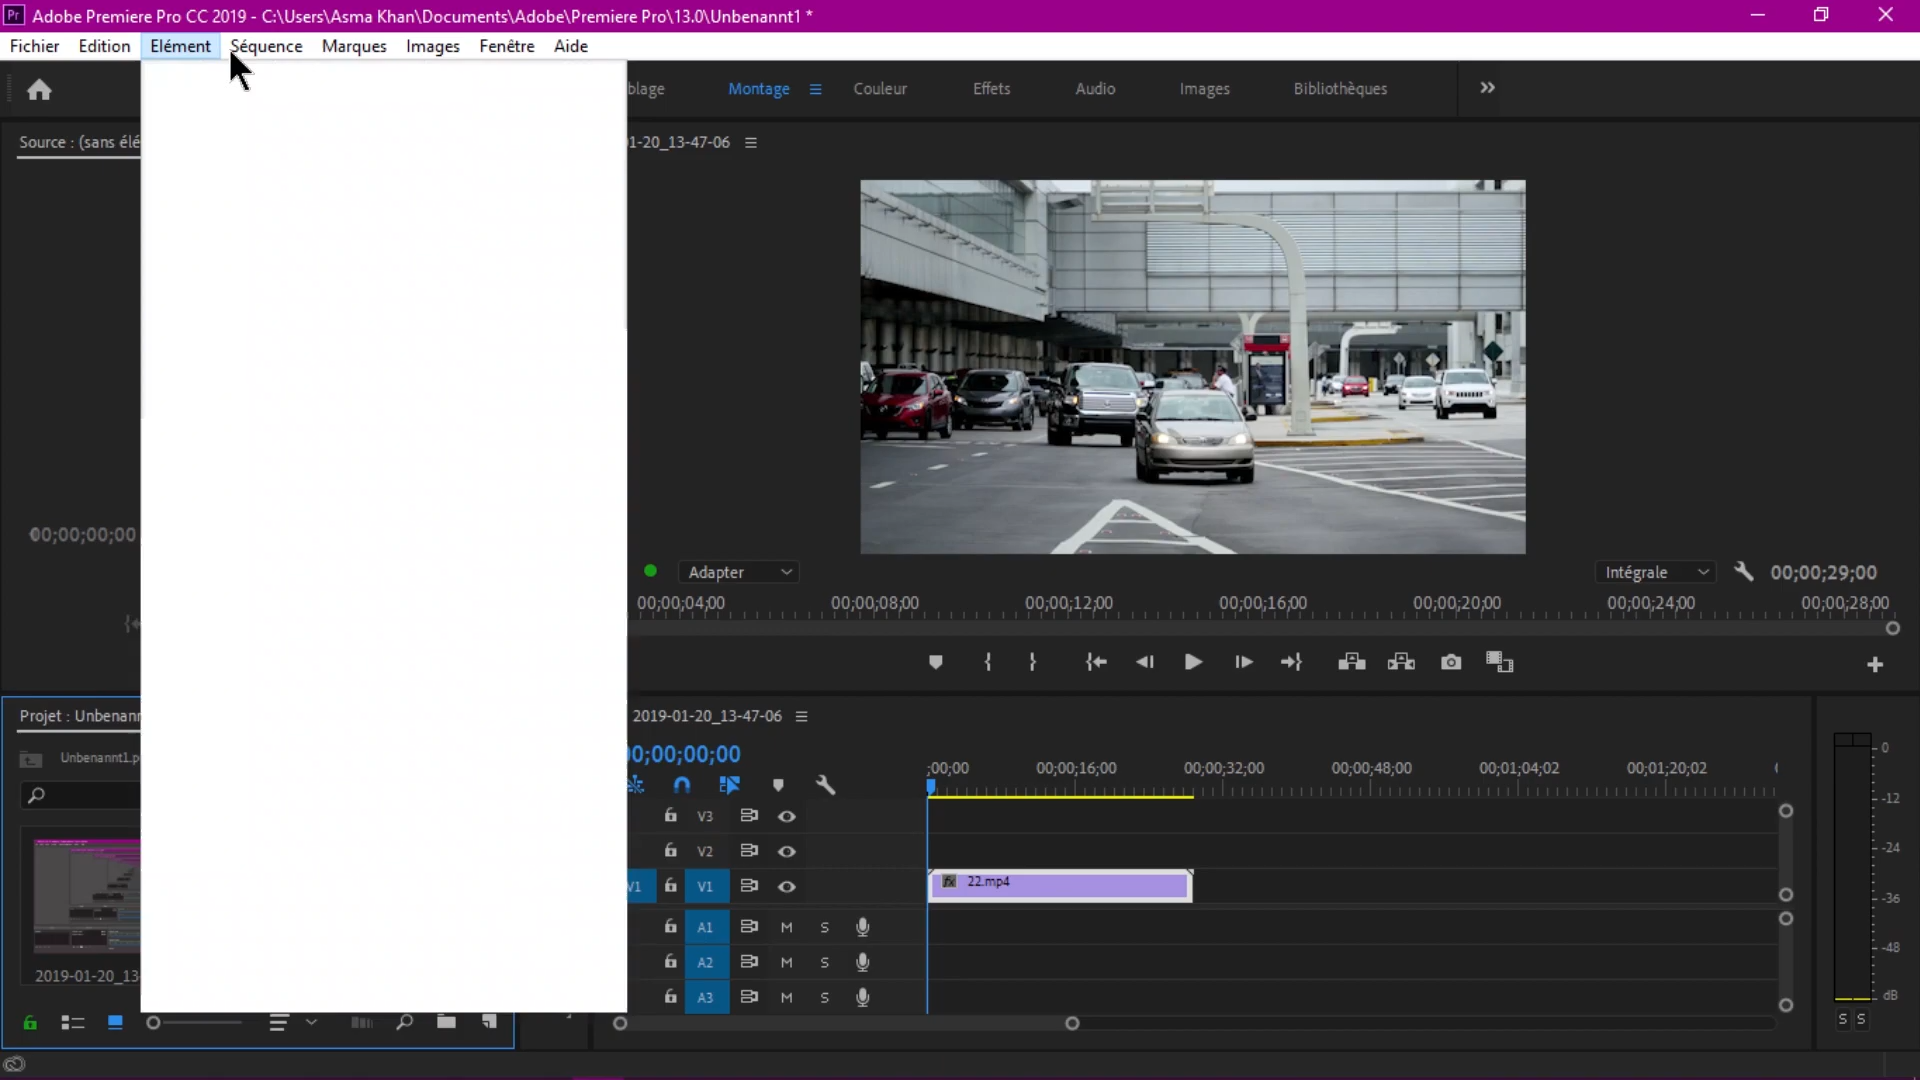 Pr Adobe Premiere Pro CC 2019 - C:\Users\Asma Khan\Documents\Adobe\Premiere Pro\13.0\Unbenannt1 *
Fichier Edition Elément Séquence Marques Images Fenêtre Aide
blage Montage Couleur Effets Audio Images Bibliothèques
Source : (sans élé
1-20_13-47-06
00;00;00;00
Adapter
Intégrale
00;00;29;00
00;00;04;00 00;00;08;00 00;00;12;00 00;00;16;00 00;00;20;00 00;00;24;00 00;00;28;00
Projet : Unbenann
2019-01-20_13-47-06
Unbenannt1.p
00;00;00;00
;00;00 00;00;16;00 00;00;32;00 00;00;48;00 00;01;04;02 00;01;20;02
V3
V2
V1 V1
fx 22.mp4
A1 M S
A2 M S
A3 M S
2019-01-20_13
0
-12
-24
-36
-48
dB
S S